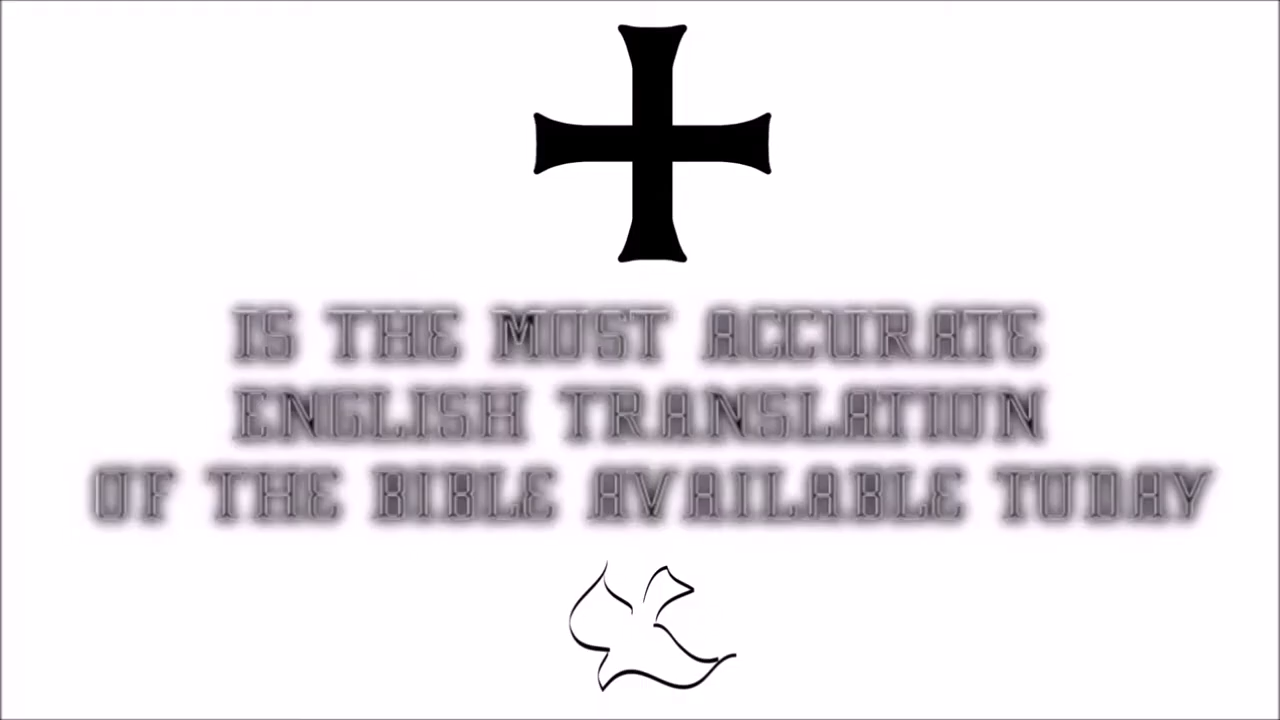 IS THE MOST ACCURATE
ENGLISH TRANSLATION
OF THE BIBLE AVAILABLE TODAY